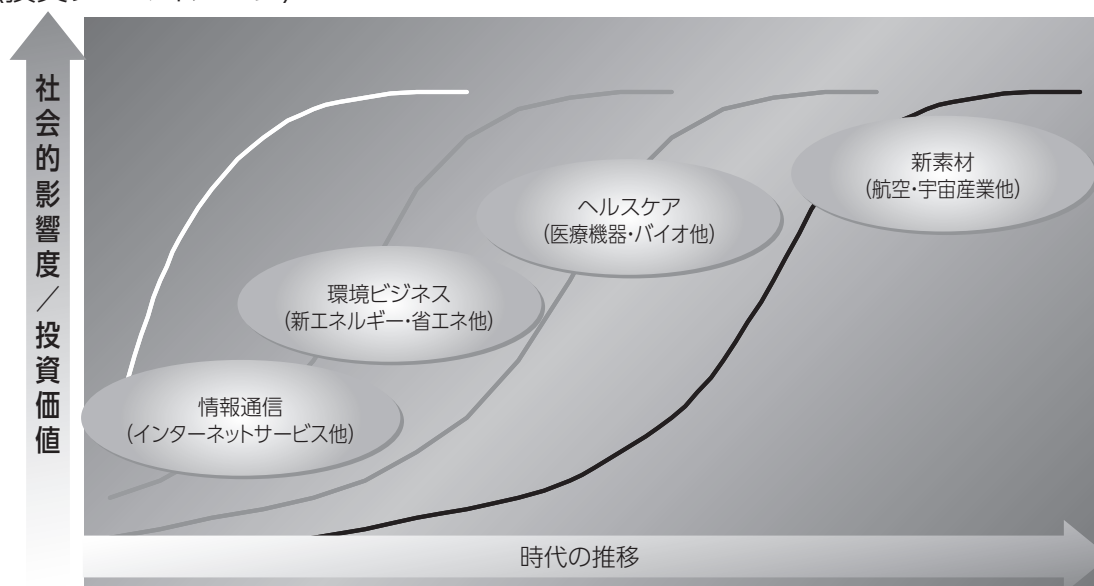 社会的影響度／投資価値
新素材
(航空・宇宙産業他)
ヘルスケア
(医療機器・バイオ他)
環境ビジネス
(新エネルギー・省エネ他)
情報通信
(インターネットサービス他)
時代の推移